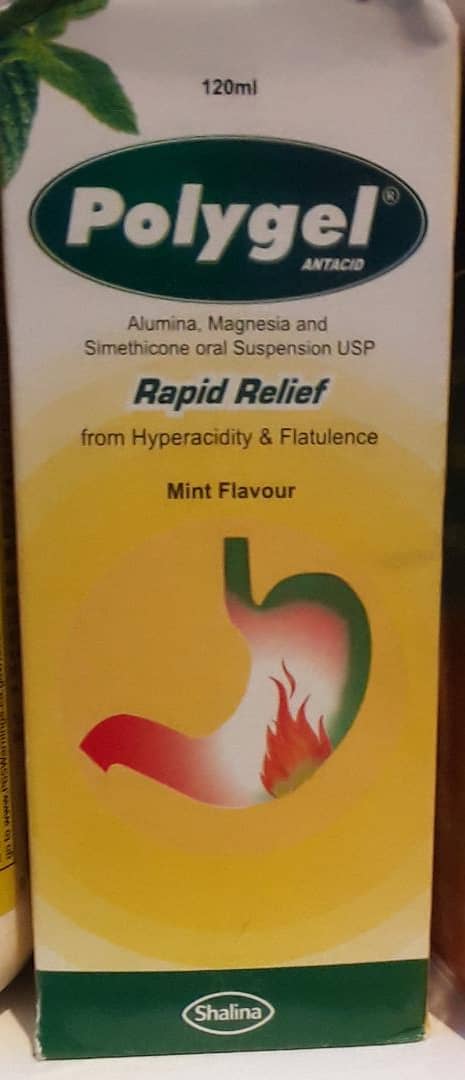 120ml
Polygel®
ANTACID
Alumina, Magnesia and
Simethicone oral Suspension USP
Rapid Relief
from Hyperacidity & Flatulence
Mint Flavour
Shalina